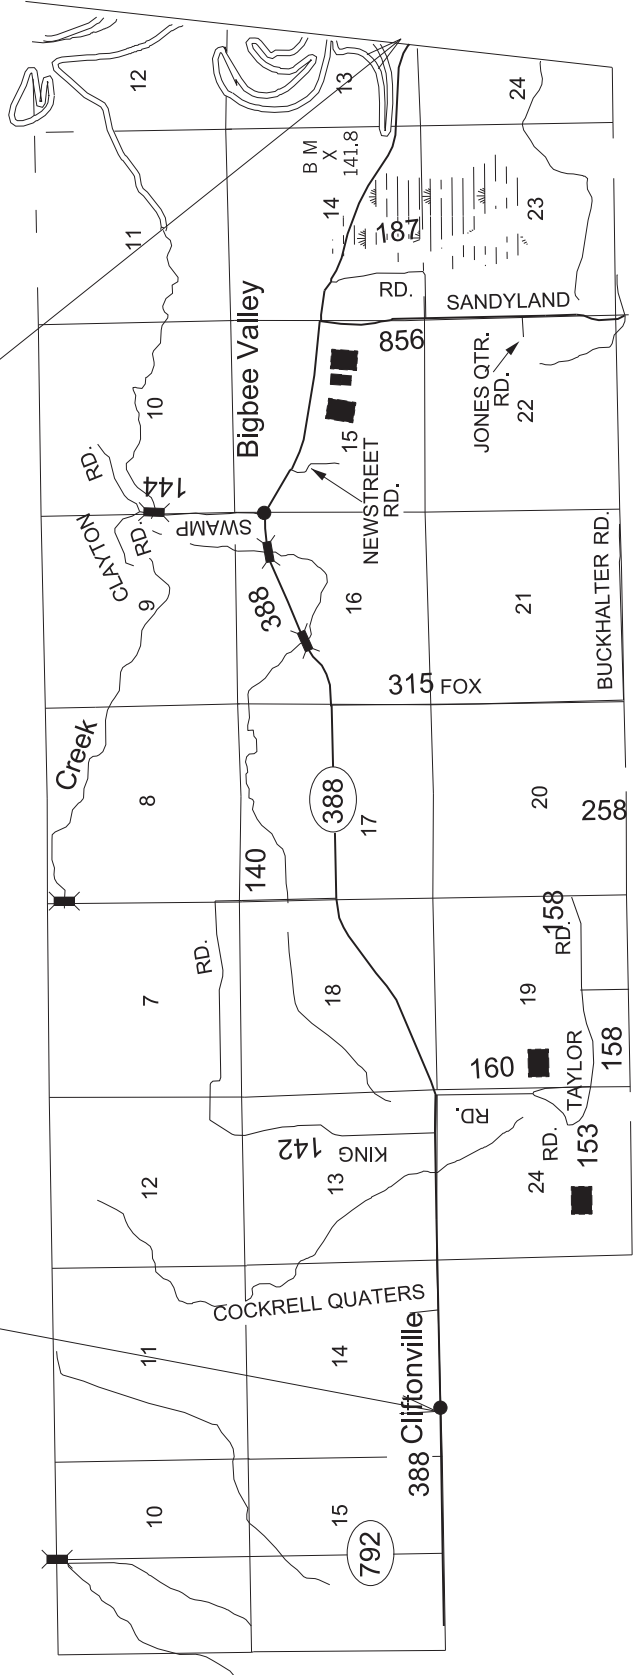 12
13
24
B M
X
141.8
11
14
187
23
RD.
SANDYLAND
Bigbee Valley
856
JONES QTR.
RD.
10
15
22
NEWSTREET
RD.
CLAYTON
RD.
RD.
144
SWAMP
9
388
16
21
BUCKHALTER RD.
315 FOX
Creek
8
388
17
20
258
140
RD.
7
18
19
158
RD.
160
TAYLOR
158
RD.
142
KING
12
13
24
RD.
153
COCKRELL QUATERS
11
14
Cliftonville
388
10
15
792